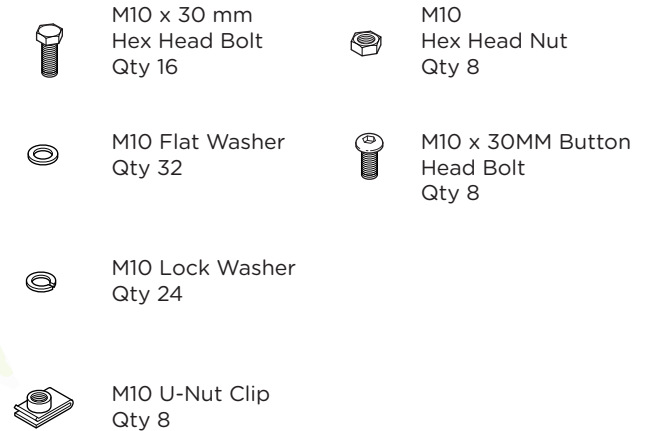 M10 x 30 mm
Hex Head Bolt
Qty 16
M10
Hex Head Nut
Qty 8
M10 Flat Washer
Qty 32
M10 x 30MM Button
Head Bolt
Qty 8
M10 Lock Washer
Qty 24
M10 U-Nut Clip
Qty 8